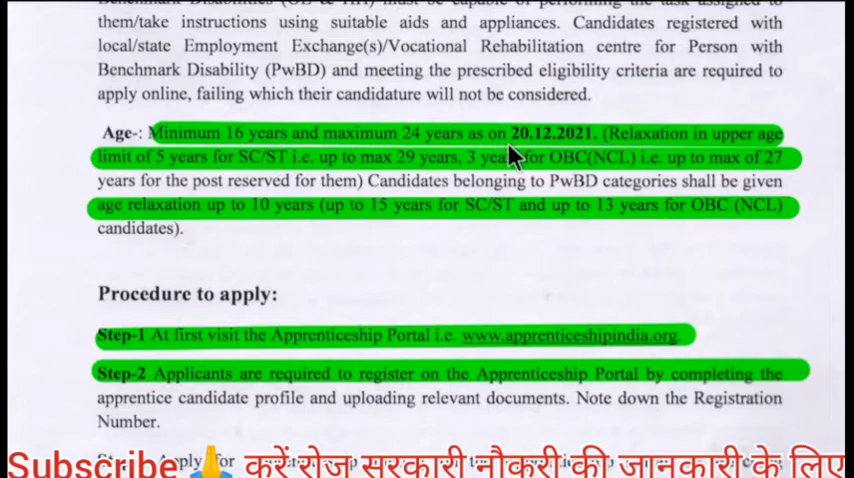 them/take instructions using suitable aids and appliances. Candidates registered with
local/state Employment Exchange(s)/Vocational Rehabilitation centre for Person with
Benchmark Disability (PwBD) and meeting the prescribed eligibility criteria are required to
apply online, failing which their candidature will not be considered.
Age-: Minimum 16 years and maximum 24 years as on 20.12.2021. (Relaxation in upper age
limit of 5 years for SC/ST i.e. up to max 29 years, 3 years for OBC(NCL) i.e. up to max of 27
years for the post reserved for them) Candidates belonging to PwBD categories shall be given
age relaxation up to 10 years (up to 15 years for SC/ST and up to 13 years for OBC (NCL)
candidates).
Procedure to apply:
Step-1 At first visit the Apprenticeship Portal i.e. www.apprenticeshipindia.org.
Step-2 Applicants are required to register on the Apprenticeship Portal by completing the
apprentice candidate profile and uploading relevant documents. Note down the Registration
Number.
Subscribe 🙏 करें रोज सरकारी नौकरी की जानकारी के लिए